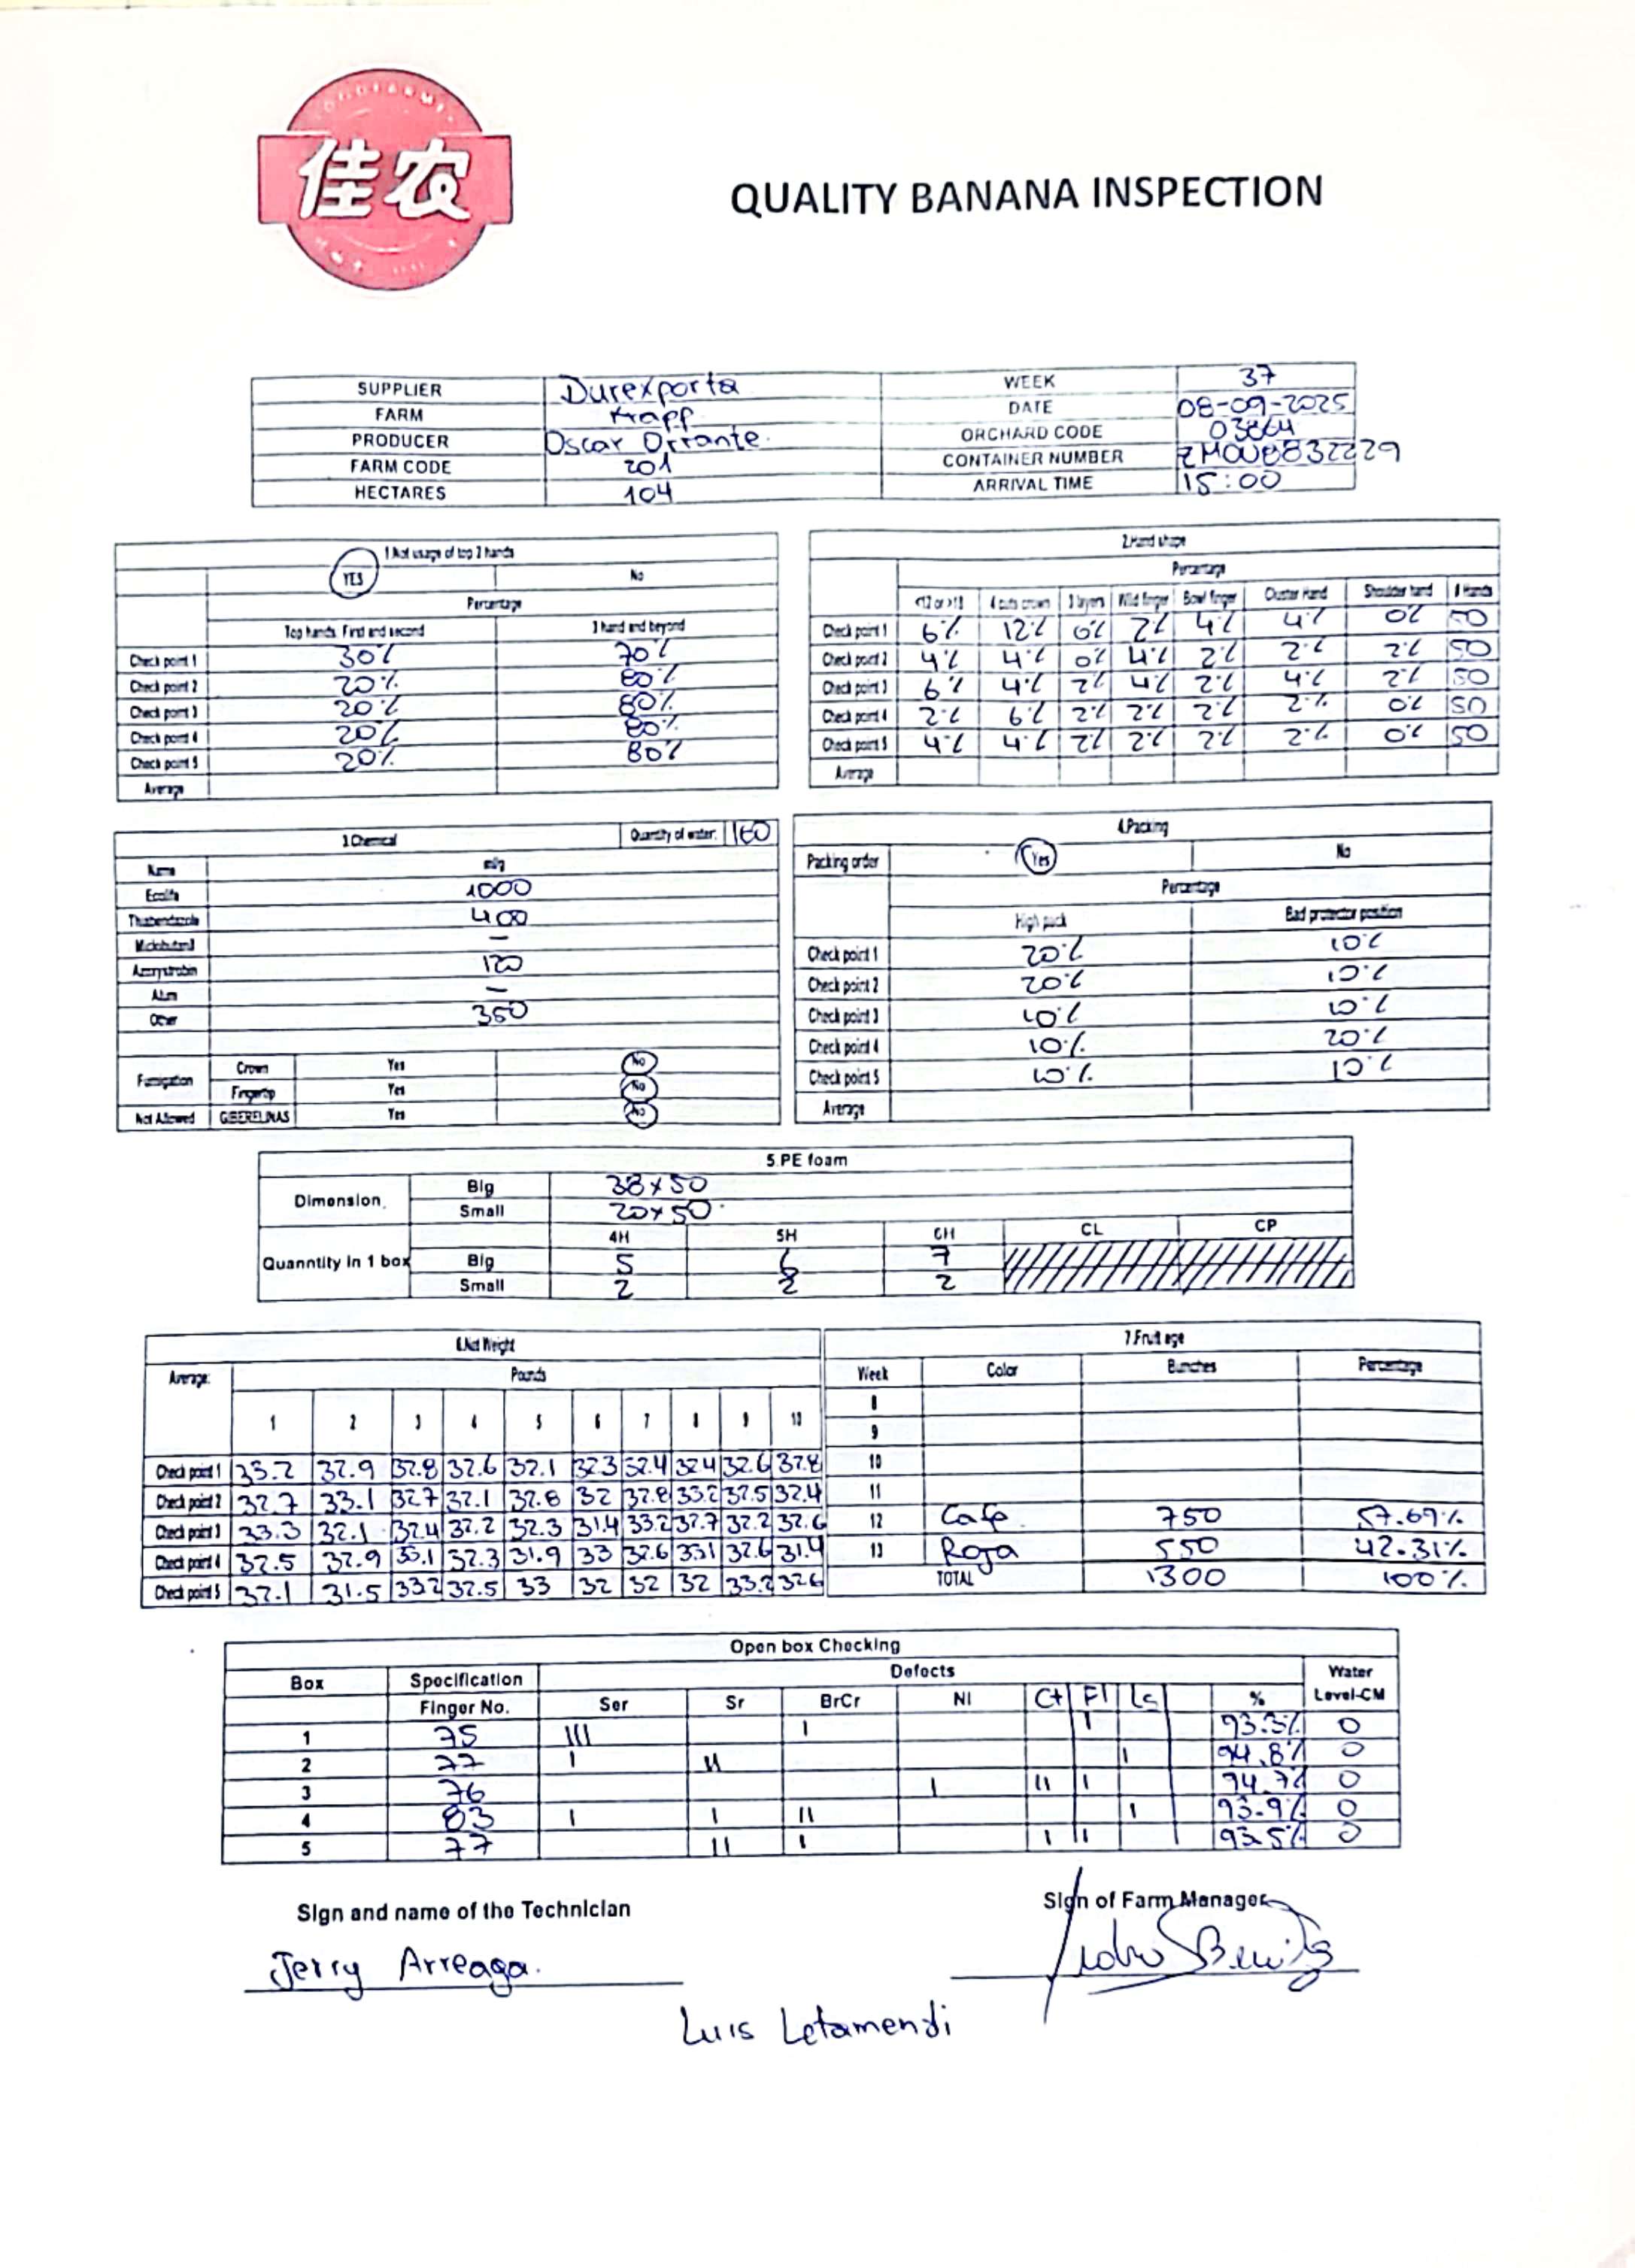 佳农
QUALITY BANANA INSPECTION
SUPPLIER Durexporta WEEK 37
FARM DATE 08-09-2025
PRODUCER Oscar Orrante. ORCHARD CODE 03864
FARM CODE 201 CONTAINER NUMBER
HECTARES 104 ARRIVAL TIME 15:00
1.Not usage of top 2 hands
YES No
Percentage
Top hands. First and second 3 hand and beyond
Check point 1 30% 70%
Check point 2 20% 80%
Check point 3 20% 80%
Check point 4 20% 80%
Check point 5 20% 80%
Average
2.Hand shape
Percentage
4 cuts crown 3 layers Wild finger Bow finger Cluster Hand Shoulder hand # Hands
Check point 1 6% 12% 0% 2% 4% 4% 0% 50
Check point 2 4% 4% 0% 4% 2% 2% 2% 50
Check point 3 6% 4% 2% 4% 2% 4% 2% 50
Check point 4 2% 6% 2% 2% 2% 2% 0% 50
Check point 5 4% 4% 2% 2% 2% 2% 0% 50
Average
3.Chemical Quantity of water: 160
Name
Ecolife 1000
Thiabendazole 400
Miclobutanil –
Azoxystrobin 120
Alum –
Other 350
Fumigation Crown Yes No
Fingertip Yes No
Not Allowed GIBERELINAS Yes No
4.Packing
Packing order Yes No
Percentage
High pack Bad protector position
Check point 1 20% 10%
Check point 2 20% 10%
Check point 3 10% 10%
Check point 4 10% 20%
Check point 5 10% 10%
Average
5.PE foam
Dimension Big 38x50
Small 20x50
4H 5H 6H CL CP
Quanntity in 1 box Big 5 6 7
Small 2 2 2
6.Net Weight
Average: Pounds
1 2 3 4 5 6 7 8 9 10
Check point 1 33.2 32.9 32.8 32.6 32.1 32.3 32.4 32.4 32.6 32.8
Check point 2 32.7 33.1 32.7 32.1 32.8 32 32.8 33.2 32.5 32.4
Check point 3 33.3 32.1 32.4 32.2 32.3 31.4 33.2 32.7 32.2 32.6
Check point 4 32.5 32.9 33.1 32.3 31.9 33 32.6 33.1 32.6 31.4
Check point 5 32.1 31.5 33.2 32.5 33 32 32 32 33.2 32.6
7.Fruit age
Week Color Bunches Percentage
8
9
10
11
12 Cafe 750 57.69%
13 Roja 550 42.31%
TOTAL 1300 100%
Open box Checking
Box Specification Defects Water
Finger No. Ser Sr BrCr NI Ct Fl Ls % Level-CM
1 75 III I I 93.3% 0
2 77 I II I 94.8% 0
3 76 I II I 94.7% 0
4 83 I I II I 93.9% 0
5 77 II I I II 93.5% 0
Sign and name of the Technician Sign of Farm Manager
Jerry Arreaga.
Luis Letamendi